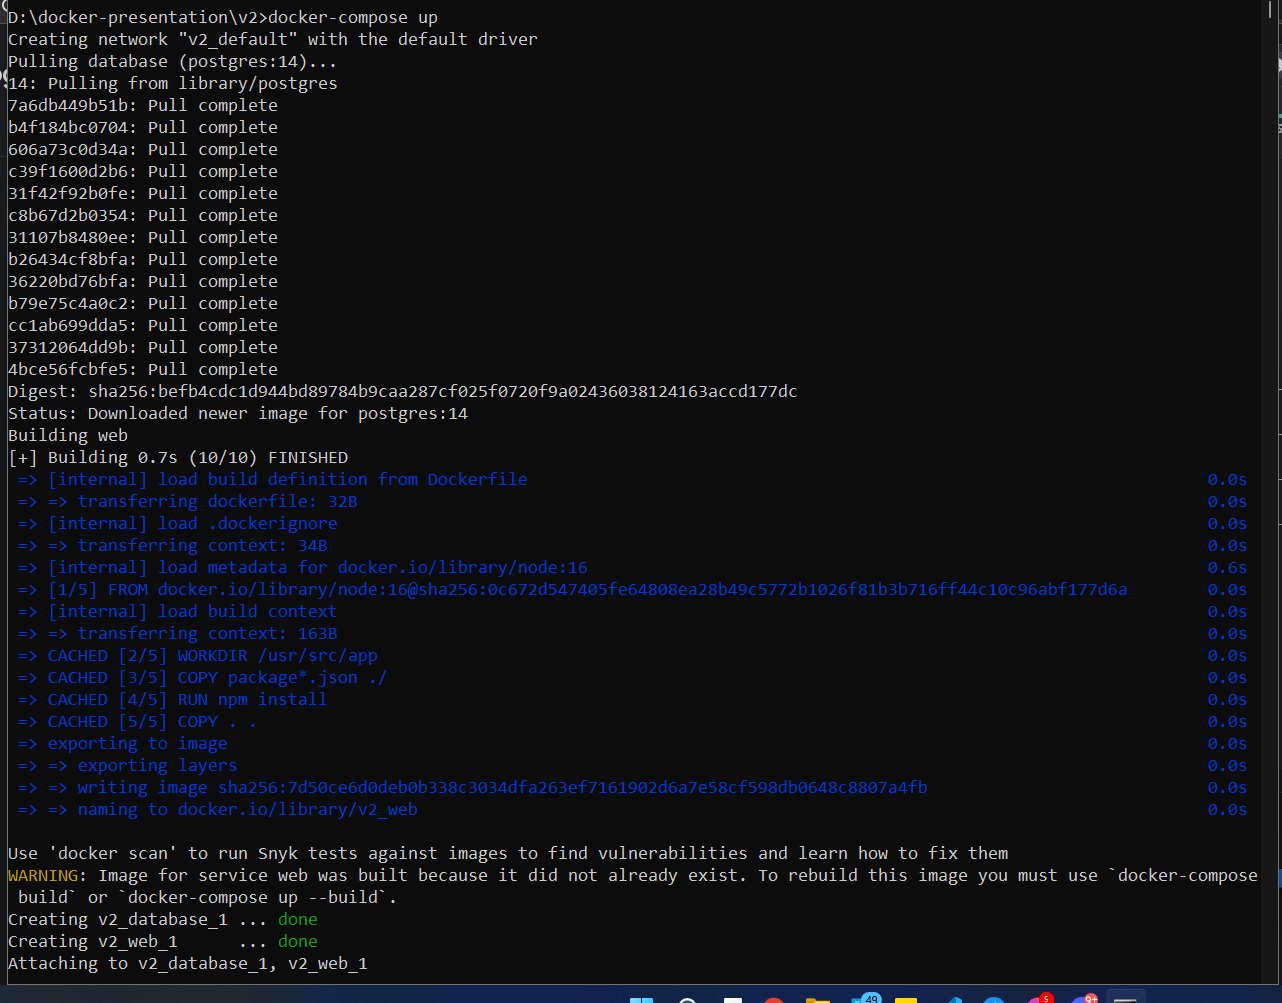 D:\docker-presentation\v2>docker-compose up
Creating network "v2_default" with the default driver
Pulling database (postgres:14)...
14: Pulling from library/postgres
7a6db449b51b: Pull complete
b4f184bc0704: Pull complete
606a73c0d34a: Pull complete
c39f1600d2b6: Pull complete
31f42f92b0fe: Pull complete
c8b67d2b0354: Pull complete
31107b8480ee: Pull complete
b26434cf8bfa: Pull complete
36220bd76bfa: Pull complete
b79e75c4a0c2: Pull complete
cc1ab699dda5: Pull complete
37312064dd9b: Pull complete
4bce56fcbfe5: Pull complete
Digest: sha256:befb4cdc1d944bd89784b9caa287cf025f0720f9a02436038124163accd177dc
Status: Downloaded newer image for postgres:14
Building web
[+] Building 0.7s (10/10) FINISHED
=> [internal] load build definition from Dockerfile 0.0s
=> => transferring dockerfile: 32B 0.0s
=> [internal] load .dockerignore 0.0s
=> => transferring context: 34B 0.0s
=> [internal] load metadata for docker.io/library/node:16 0.6s
=> [1/5] FROM docker.io/library/node:16@sha256:0c672d547405fe64808ea28b49c5772b1026f81b3b716ff44c10c96abf177d6a 0.0s
=> [internal] load build context 0.0s
=> => transferring context: 163B 0.0s
=> CACHED [2/5] WORKDIR /usr/src/app 0.0s
=> CACHED [3/5] COPY package*.json ./ 0.0s
=> CACHED [4/5] RUN npm install 0.0s
=> CACHED [5/5] COPY . . 0.0s
=> exporting to image 0.0s
=> => exporting layers 0.0s
=> => writing image sha256:7d50ce6d0deb0b338c3034dfa263ef7161902d6a7e58cf598db0648c8807a4fb 0.0s
=> => naming to docker.io/library/v2_web 0.0s
Use 'docker scan' to run Snyk tests against images to find vulnerabilities and learn how to fix them
WARNING: Image for service web was built because it did not already exist. To rebuild this image you must use `docker-compose
build` or `docker-compose up --build`.
Creating v2_database_1 ... done
Creating v2_web_1 ... done
Attaching to v2_database_1, v2_web_1
49 5 9+